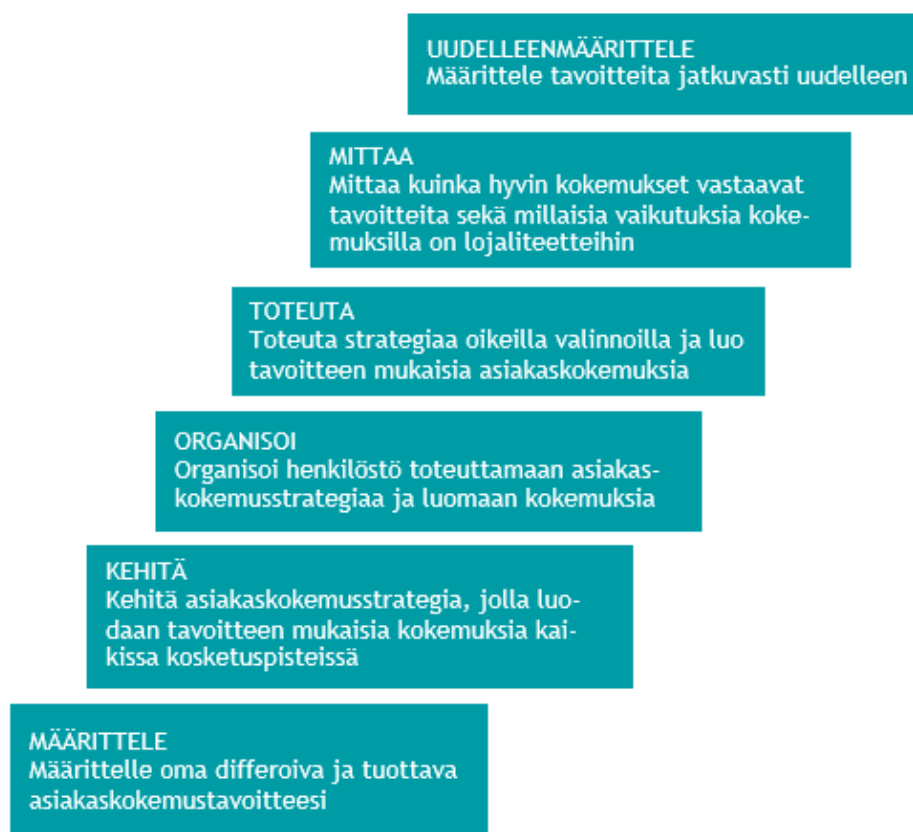 UUDELLEENMÄÄRITTELE
Määrittele tavoitteita jatkuvasti uudelleen
MITTAA
Mittaa kuinka hyvin kokemukset vastaavat
tavoitteita sekä millaisia vaikutuksia koke-
muksilla on lojaliteetteihin
TOTEUTA
Toteuta strategiaa oikeilla valinnoilla ja luo
tavoitteen mukaisia asiakaskokemuksia
ORGANISOI
Organisoi henkilöstö toteuttamaan asiakas-
kokemusstrategiaa ja luomaan kokemuksia
KEHITÄ
Kehitä asiakaskokemusstrategia, jolla luo-
daan tavoitteen mukaisia kokemuksia kai-
kissa kosketuspisteissä
MÄÄRITTELE
Määrittelle oma differoiva ja tuottava
asiakaskokemustavoitteesi